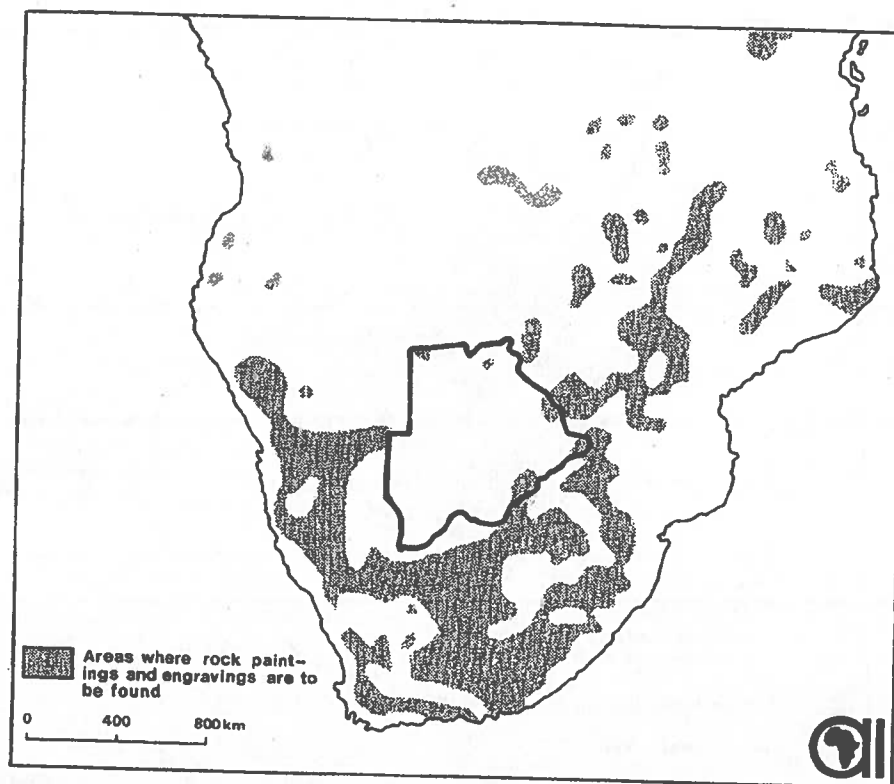 Areas where rock paint-
ings and engravings are to
be found
0 400 800km